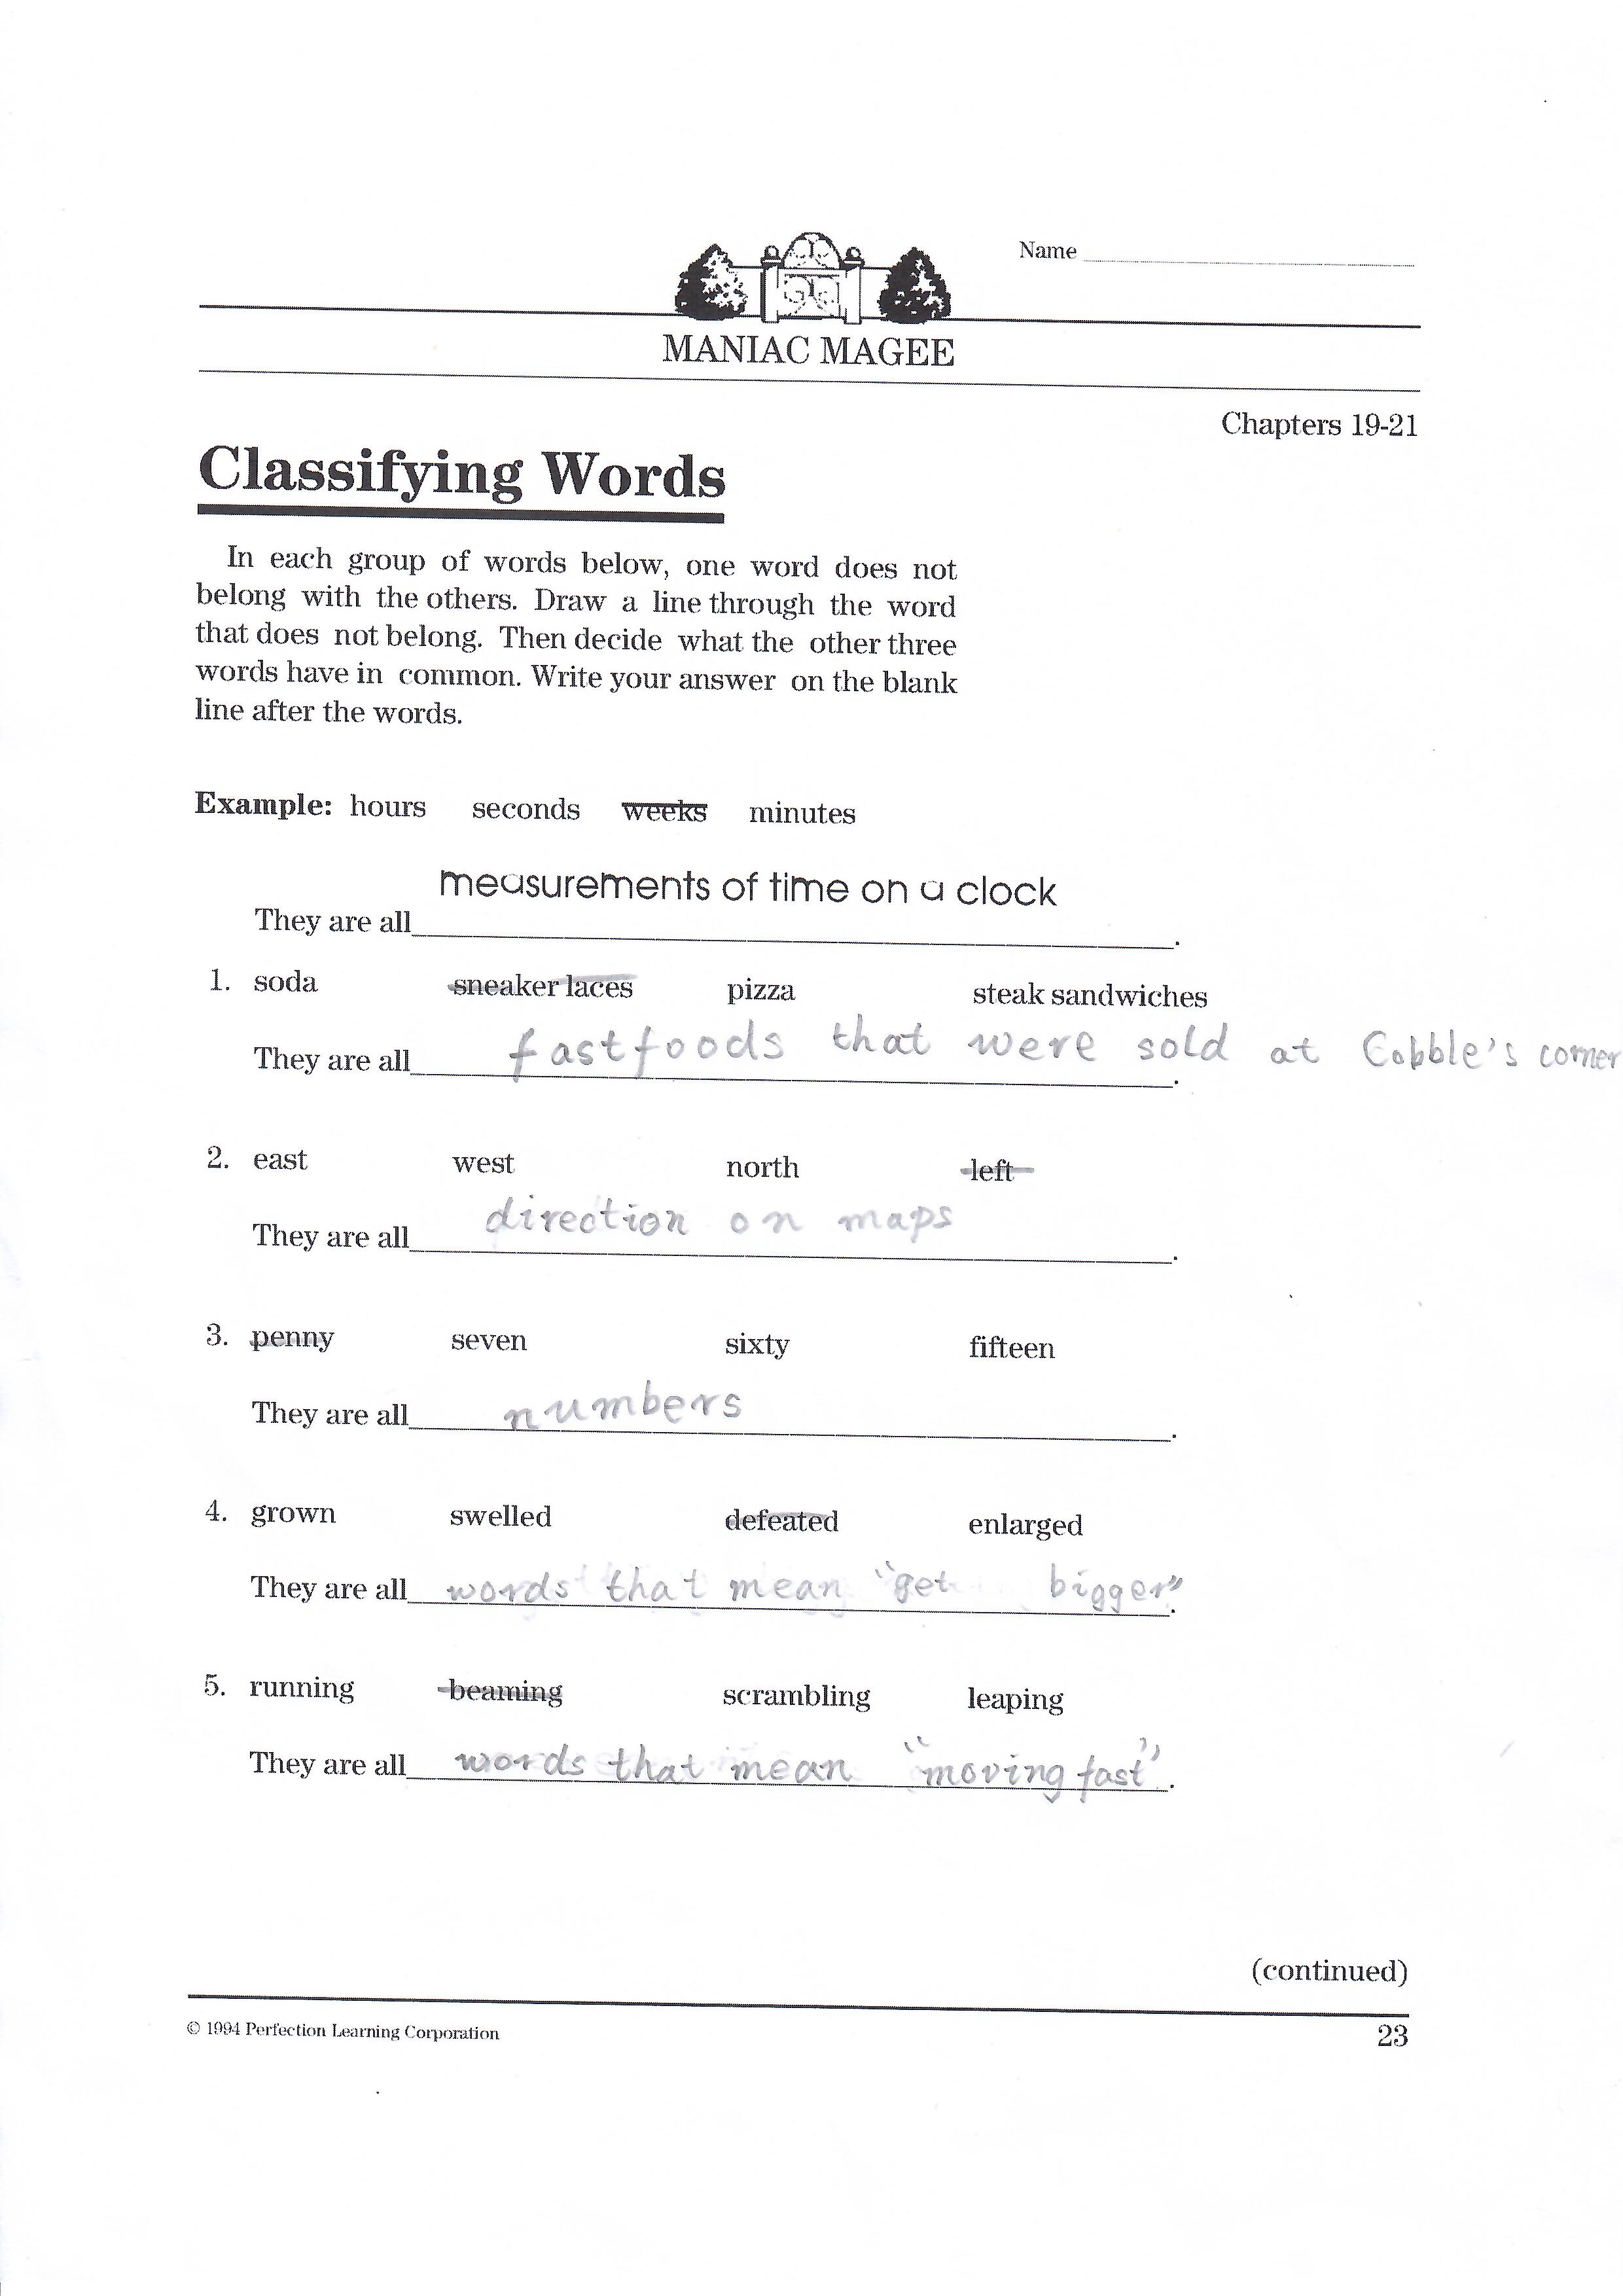 Name
MANIAC MAGEE
Chapters 19-21
Classifying Words
In each group of words below, one word does not
belong with the others. Draw a line through the word
that does not belong. Then decide what the other three
words have in common. Write your answer on the blank
line after the words.
Example: hours seconds weeks minutes
measurements of time on a clock
They are all .
1. soda sneaker laces pizza steak sandwiches
They are all fastfoods that were sold at Cobble's corner.
2. east west north left
They are all direction on maps.
3. penny seven sixty fifteen
They are all numbers.
4. grown swelled defeated enlarged
They are all words that mean "get bigger".
5. running beaming scrambling leaping
They are all words that mean "moving fast".
(continued)
© 1994 Perfection Learning Corporation
23